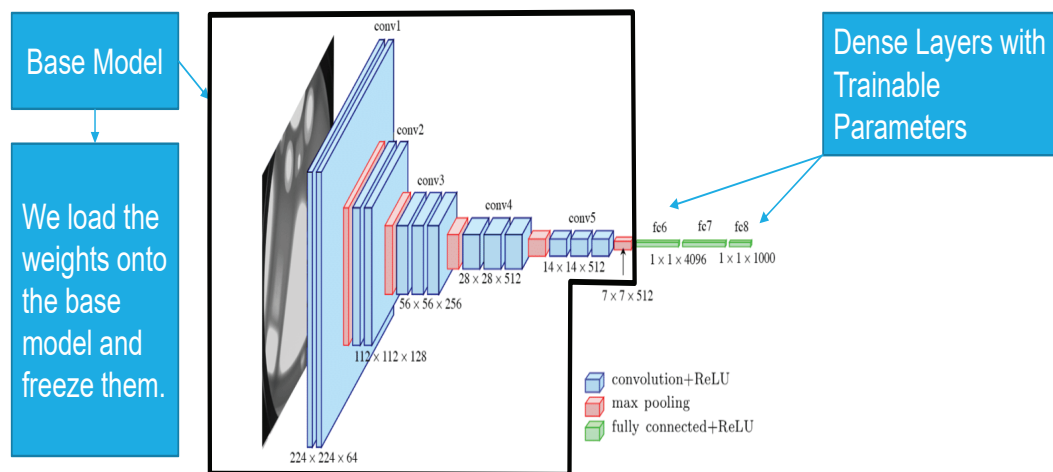 Base Model
We load the
weights onto
the base
model and
freeze them.
conv1
conv2
conv3
conv4
conv5
fc6
fc7
fc8
224 × 224 × 64
112 × 112 × 128
56 × 56 × 256
28 × 28 × 512
14 × 14 × 512
7 × 7 × 512
1 × 1 × 4096
1 × 1 × 1000
Dense Layers with
Trainable
Parameters
convolution+ReLU
max pooling
fully connected+ReLU